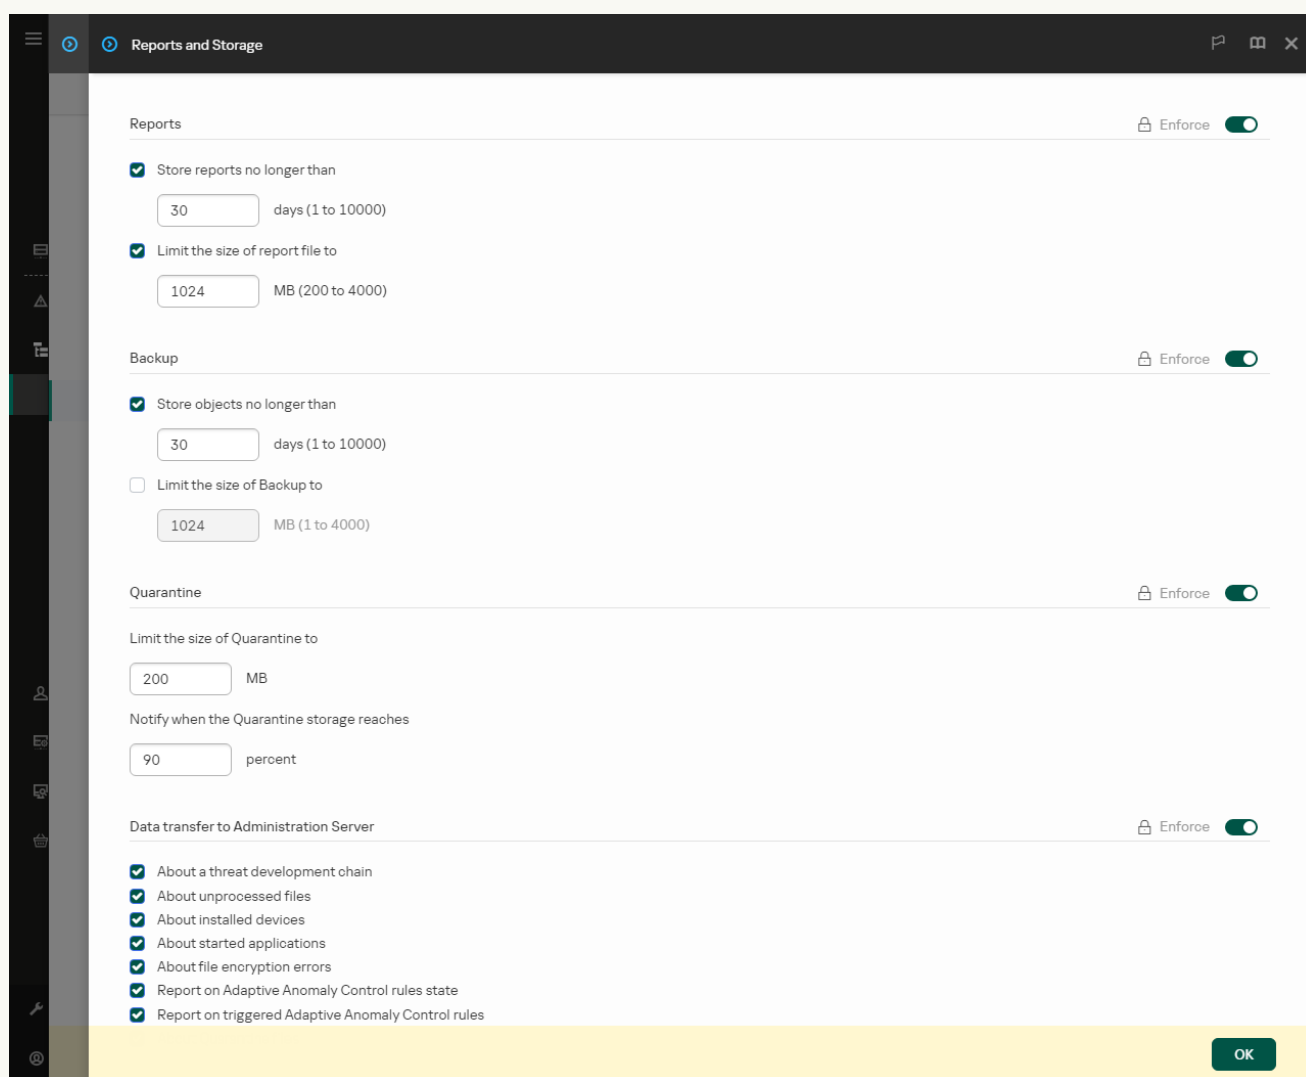 Reports and Storage
Reports
Enforce
Store reports no longer than
30 days (1 to 10000)
Limit the size of report file to
1024 MB (200 to 4000)
Backup
Enforce
Store objects no longer than
30 days (1 to 10000)
Limit the size of Backup to
1024 MB (1 to 4000)
Quarantine
Enforce
Limit the size of Quarantine to
200 MB
Notify when the Quarantine storage reaches
90 percent
Data transfer to Administration Server
Enforce
About a threat development chain
About unprocessed files
About installed devices
About started applications
About file encryption errors
Report on Adaptive Anomaly Control rules state
Report on triggered Adaptive Anomaly Control rules
OK